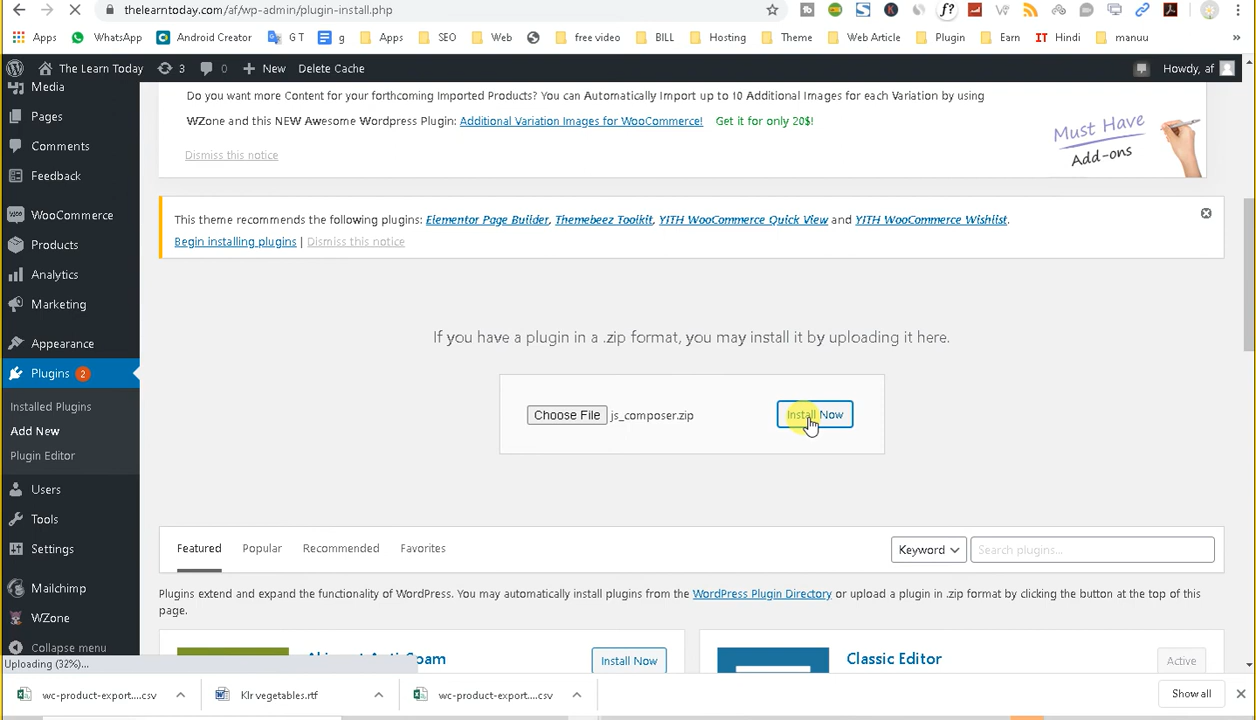 thelearntoday.com/af/wp-admin/plugin-install.php
Apps WhatsApp Android Creator G T g Apps SEO Web free video BILL Hosting Theme Web Article Plugin Earn IT Hindi manuu »
The Learn Today 3 0 New Delete Cache Howdy, af
Media
Pages
Comments
Feedback
WooCommerce
Products
Analytics
Marketing
Appearance
Plugins 2
Installed Plugins
Add New
Plugin Editor
Users
Tools
Settings
Mailchimp
WZone
Collapse menu
Uploading (32%)...
Do you want more Content for your forthcoming Imported Products? You can Automatically Import up to 10 Additional Images for each Variation by using
WZone and this NEW Awesome Wordpress Plugin: Additional Variation Images for WooCommerce! Get it for only 20$!
Dismiss this notice
Must Have
Add-ons
This theme recommends the following plugins: Elementor Page Builder, Themebeez Toolkit, YITH WooCommerce Quick View and YITH WooCommerce Wishlist.
Begin installing plugins | Dismiss this notice
If you have a plugin in a .zip format, you may install it by uploading it here.
Choose File js_composer.zip Install Now
Featured Popular Recommended Favorites Keyword Search plugins...
Plugins extend and expand the functionality of WordPress. You may automatically install plugins from the WordPress Plugin Directory or upload a plugin in .zip format by clicking the button at the top of this
page.
Install Now Classic Editor Active
wc-product-export....csv Klr vegetables.rtf wc-product-export....csv Show all